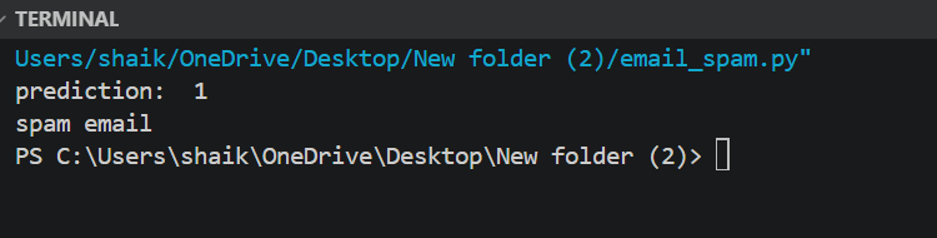 TERMINAL
Users/shaik/OneDrive/Desktop/New folder (2)/email_spam.py"
prediction:  1
spam email
PS C:\Users\shaik\OneDrive\Desktop\New folder (2)>